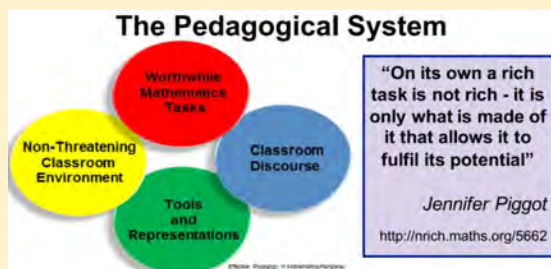 The Pedagogical System
Worthwhile
Mathematics
Tasks
Non-Threatening
Classroom
Environment
Classroom
Discourse
Tools
and
Representations
“On its own a rich
task is not rich - it is
only what is made of
it that allows it to
fulfil its potential”
Jennifer Piggot
http://nrich.maths.org/5662